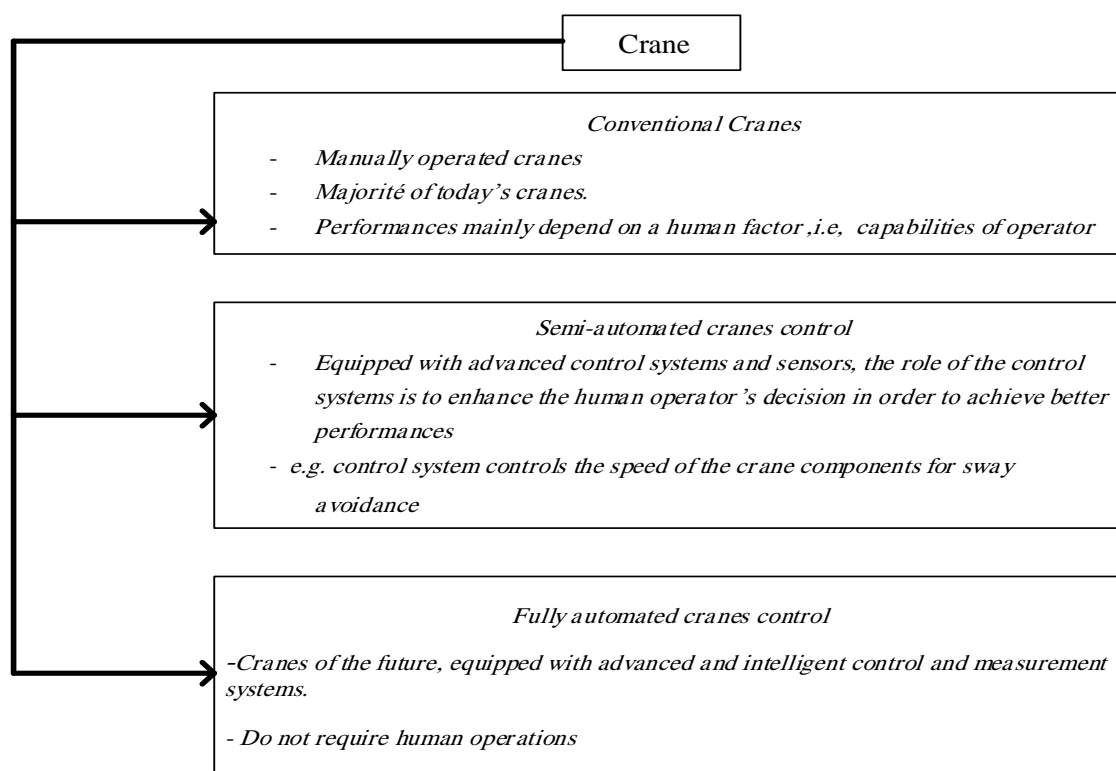 Crane
Conventional Cranes
- Manually operated cranes
- Majorité of today's cranes.
- Performances mainly depend on a human factor ,i.e, capabilities of operator
Semi-automated cranes control
- Equipped with advanced control systems and sensors, the role of the control
systems is to enhance the human operator's decision in order to achieve better
performances
- e.g. control system controls the speed of the crane components for sway
avoidance
Fully automated cranes control
-Cranes of the future, equipped with advanced and intelligent control and measurement
systems.
- Do not require human operations